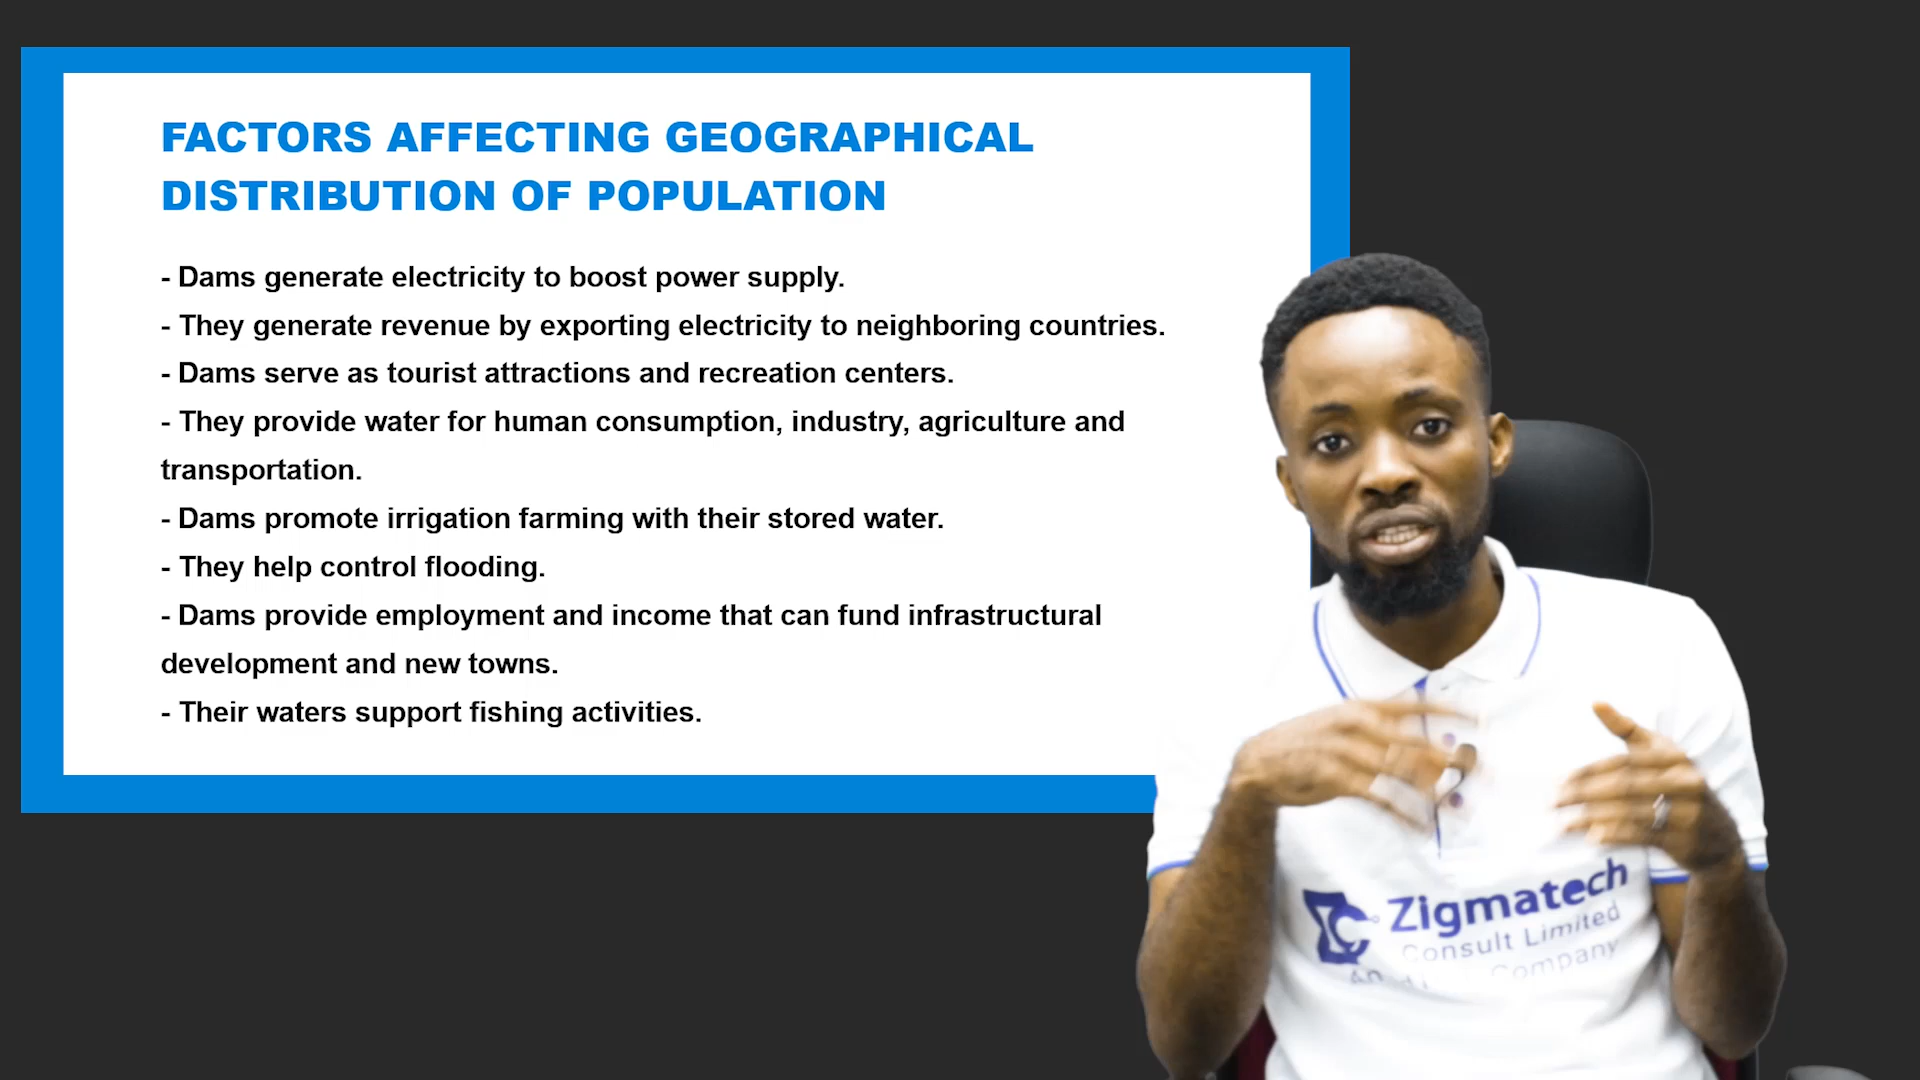 FACTORS AFFECTING GEOGRAPHICAL
DISTRIBUTION OF POPULATION
- Dams generate electricity to boost power supply.
- They generate revenue by exporting electricity to neighboring countries.
- Dams serve as tourist attractions and recreation centers.
- They provide water for human consumption, industry, agriculture and
transportation.
- Dams promote irrigation farming with their stored water.
- They help control flooding.
- Dams provide employment and income that can fund infrastructural
development and new towns.
- Their waters support fishing activities.
Zigmatech
Consult Limited
Company